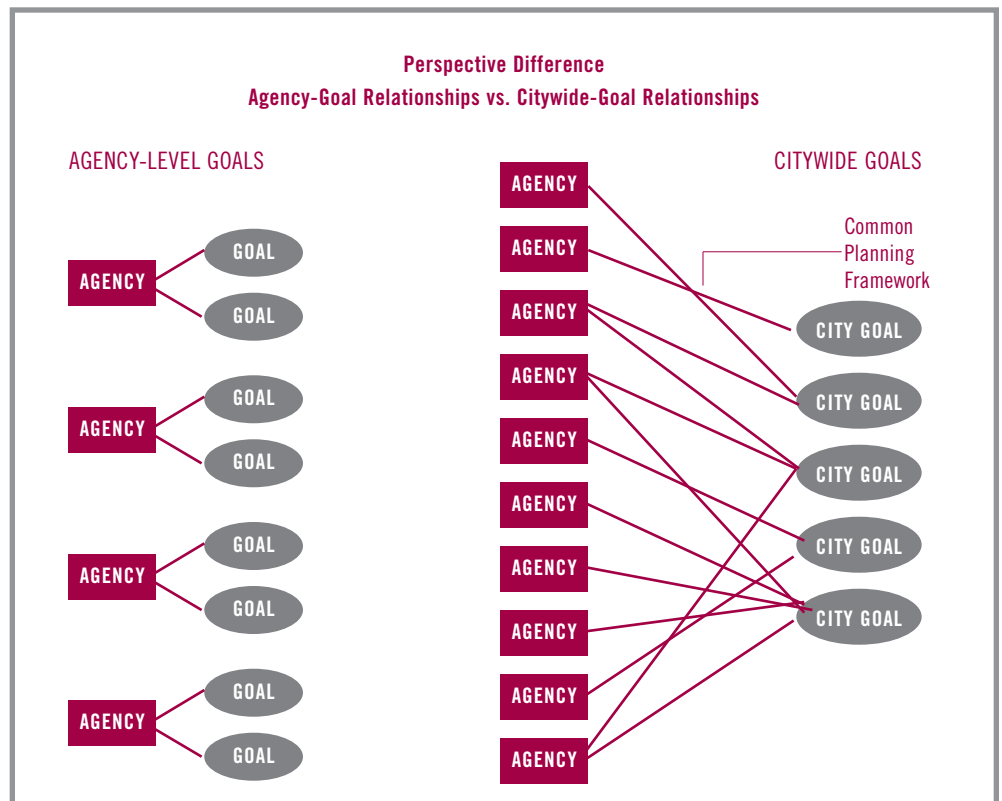 Perspective Difference
Agency-Goal Relationships vs. Citywide-Goal Relationships
AGENCY-LEVEL GOALS
AGENCY
GOAL
GOAL
AGENCY
GOAL
GOAL
AGENCY
GOAL
GOAL
AGENCY
GOAL
GOAL
CITYWIDE GOALS
AGENCY
AGENCY
AGENCY
AGENCY
AGENCY
AGENCY
AGENCY
AGENCY
AGENCY
AGENCY
Common
Planning
Framework
CITY GOAL
CITY GOAL
CITY GOAL
CITY GOAL
CITY GOAL